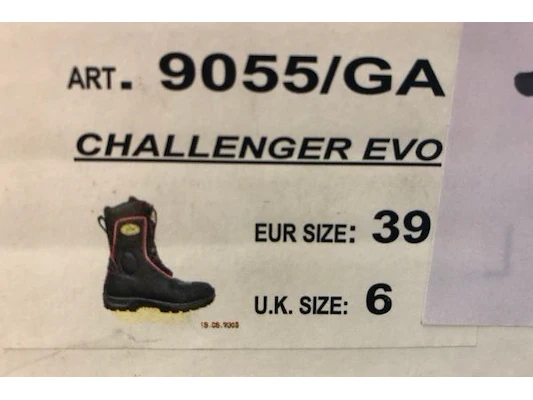 ART. 9055/GA
CHALLENGER EVO
EUR SIZE: 39
U.K. SIZE: 6